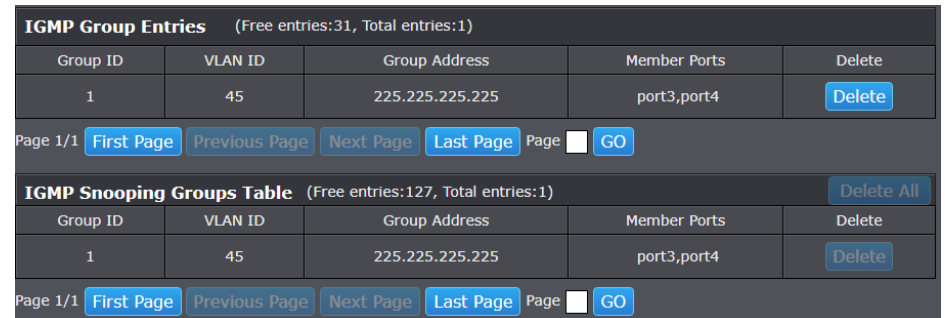 IGMP Group Entries (Free entries:31, Total entries:1)
Group ID VLAN ID Group Address Member Ports Delete
1 45 225.225.225.225 port3,port4 Delete
Page 1/1 First Page Previous Page Next Page Last Page Page GO
IGMP Snooping Groups Table (Free entries:127, Total entries:1) Delete All
Group ID VLAN ID Group Address Member Ports Delete
1 45 225.225.225.225 port3,port4 Delete
Page 1/1 First Page Previous Page Next Page Last Page Page GO